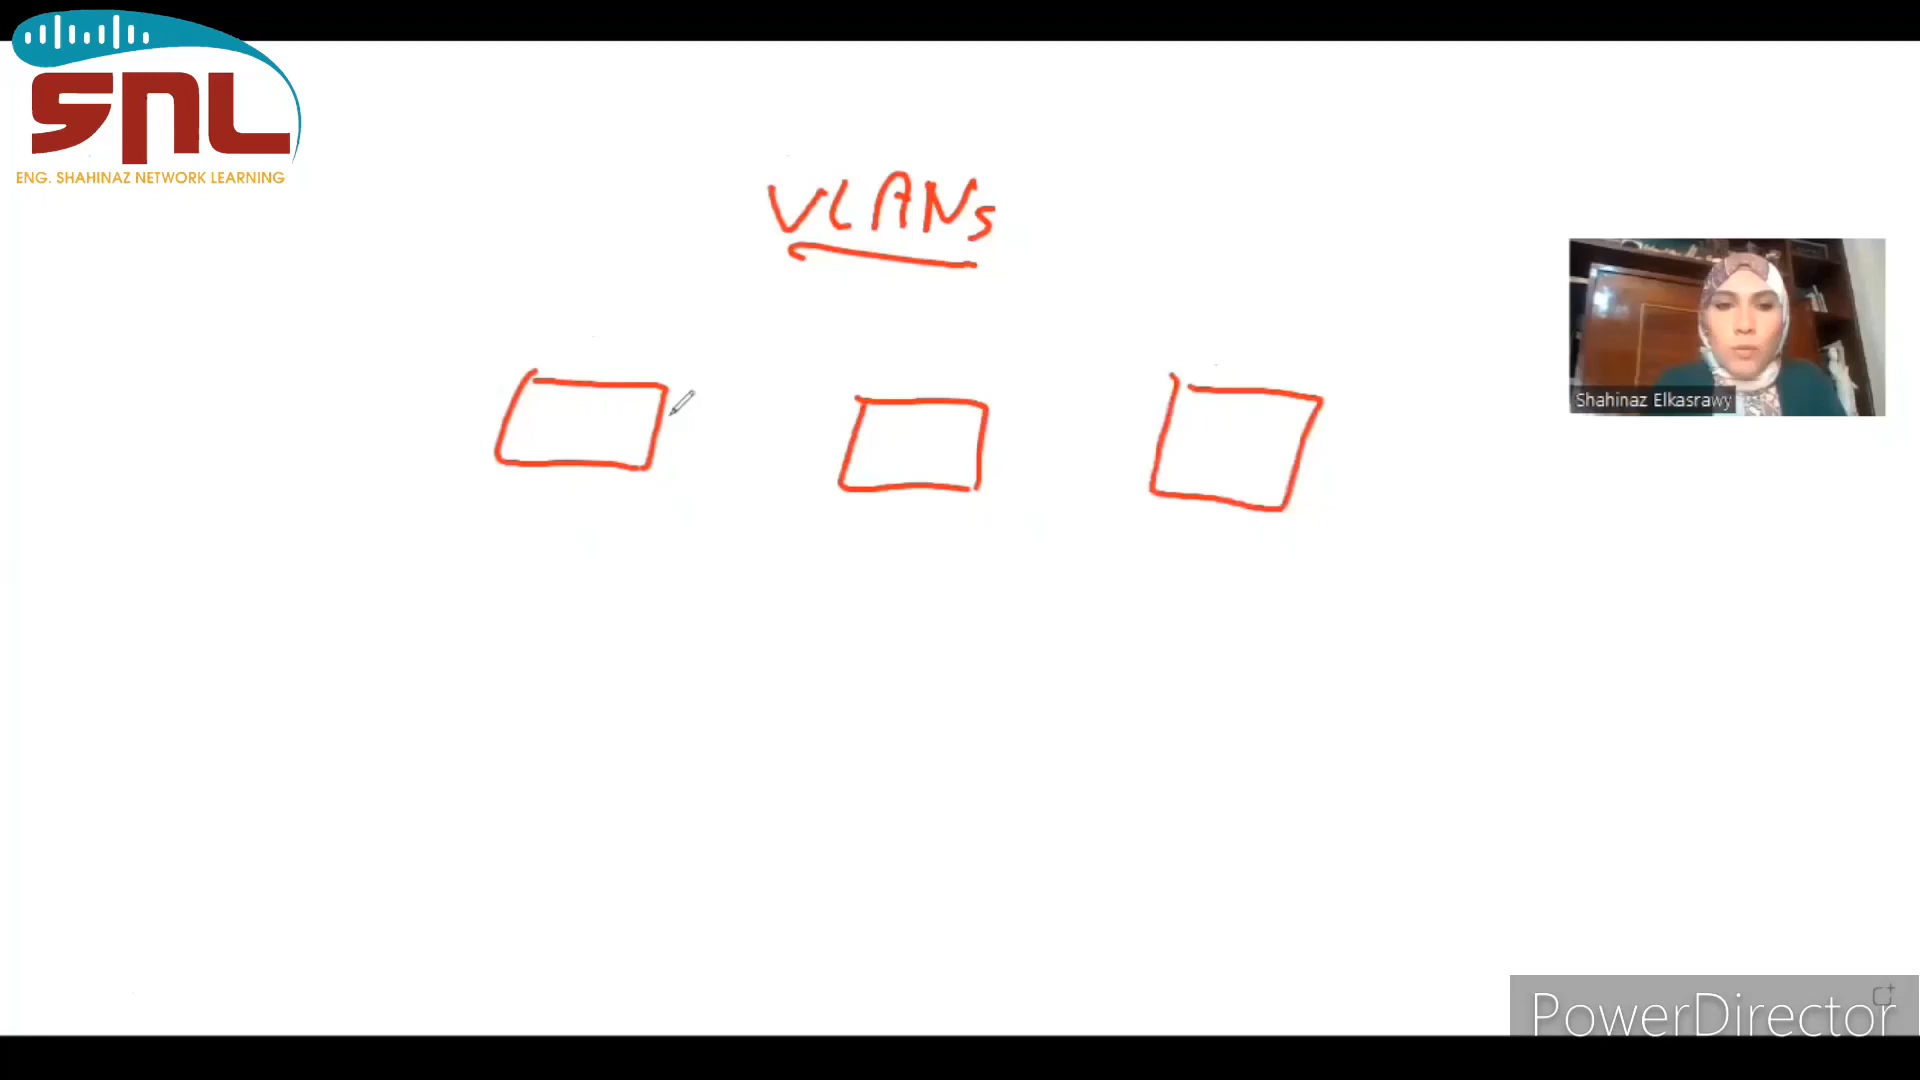 SNL
ENG. SHAHINAZ NETWORK LEARNING
VLANs
Shahinaz Elkasrawy
PowerDirector